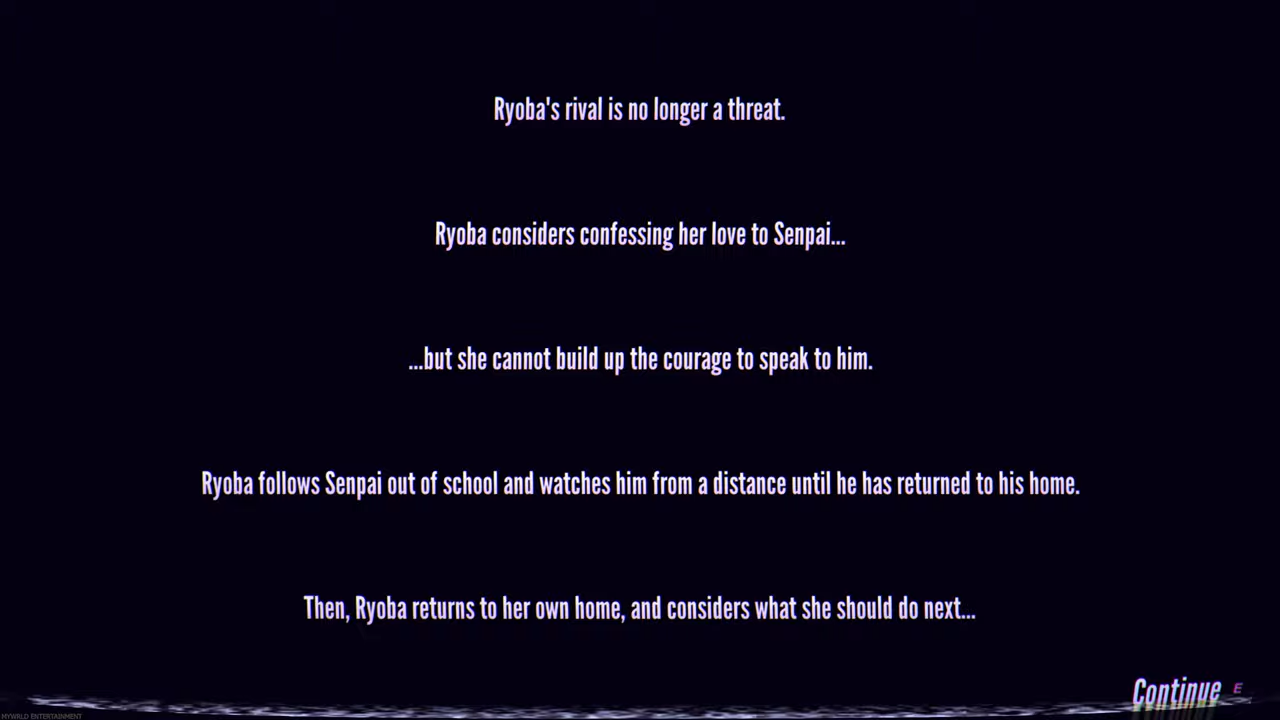 Ryoba's rival is no longer a threat.
Ryoba considers confessing her love to Senpai...
...but she cannot build up the courage to speak to him.
Ryoba follows Senpai out of school and watches him from a distance until he has returned to his home.
Then, Ryoba returns to her own home, and considers what she should do next...
Continue E
MYWRLD ENTERTAINMENT